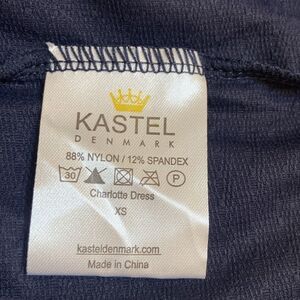 KASTEL
DENMARK
88% NYLON / 12% SPANDEX
30 P
Charlotte Dress
XS
kasteldenmark.com
Made in China